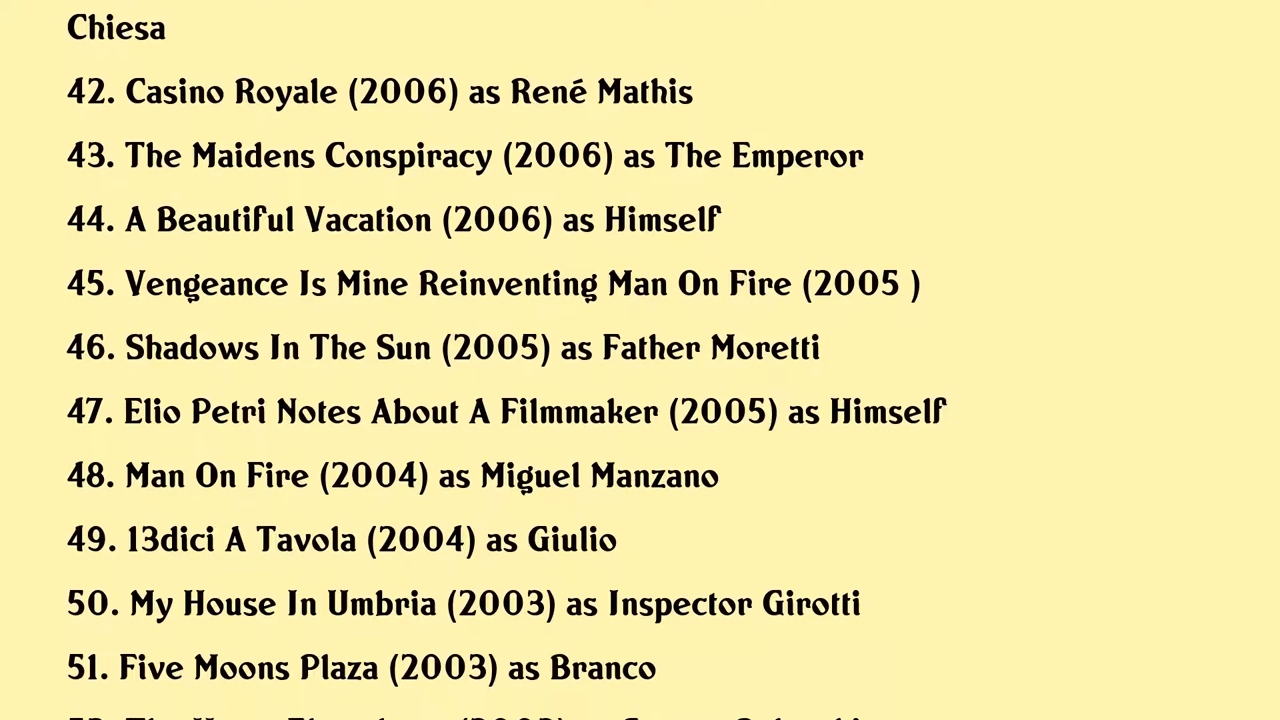 Chiesa
42. Casino Royale (2006) as René Mathis
43. The Maidens Conspiracy (2006) as The Emperor
44. A Beautiful Vacation (2006) as Himself
45. Vengeance Is Mine Reinventing Man On Fire (2005 )
46. Shadows In The Sun (2005) as Father Moretti
47. Elio Petri Notes About A Filmmaker (2005) as Himself
48. Man On Fire (2004) as Miguel Manzano
49. 13dici A Tavola (2004) as Giulio
50. My House In Umbria (2003) as Inspector Girotti
51. Five Moons Plaza (2003) as Branco